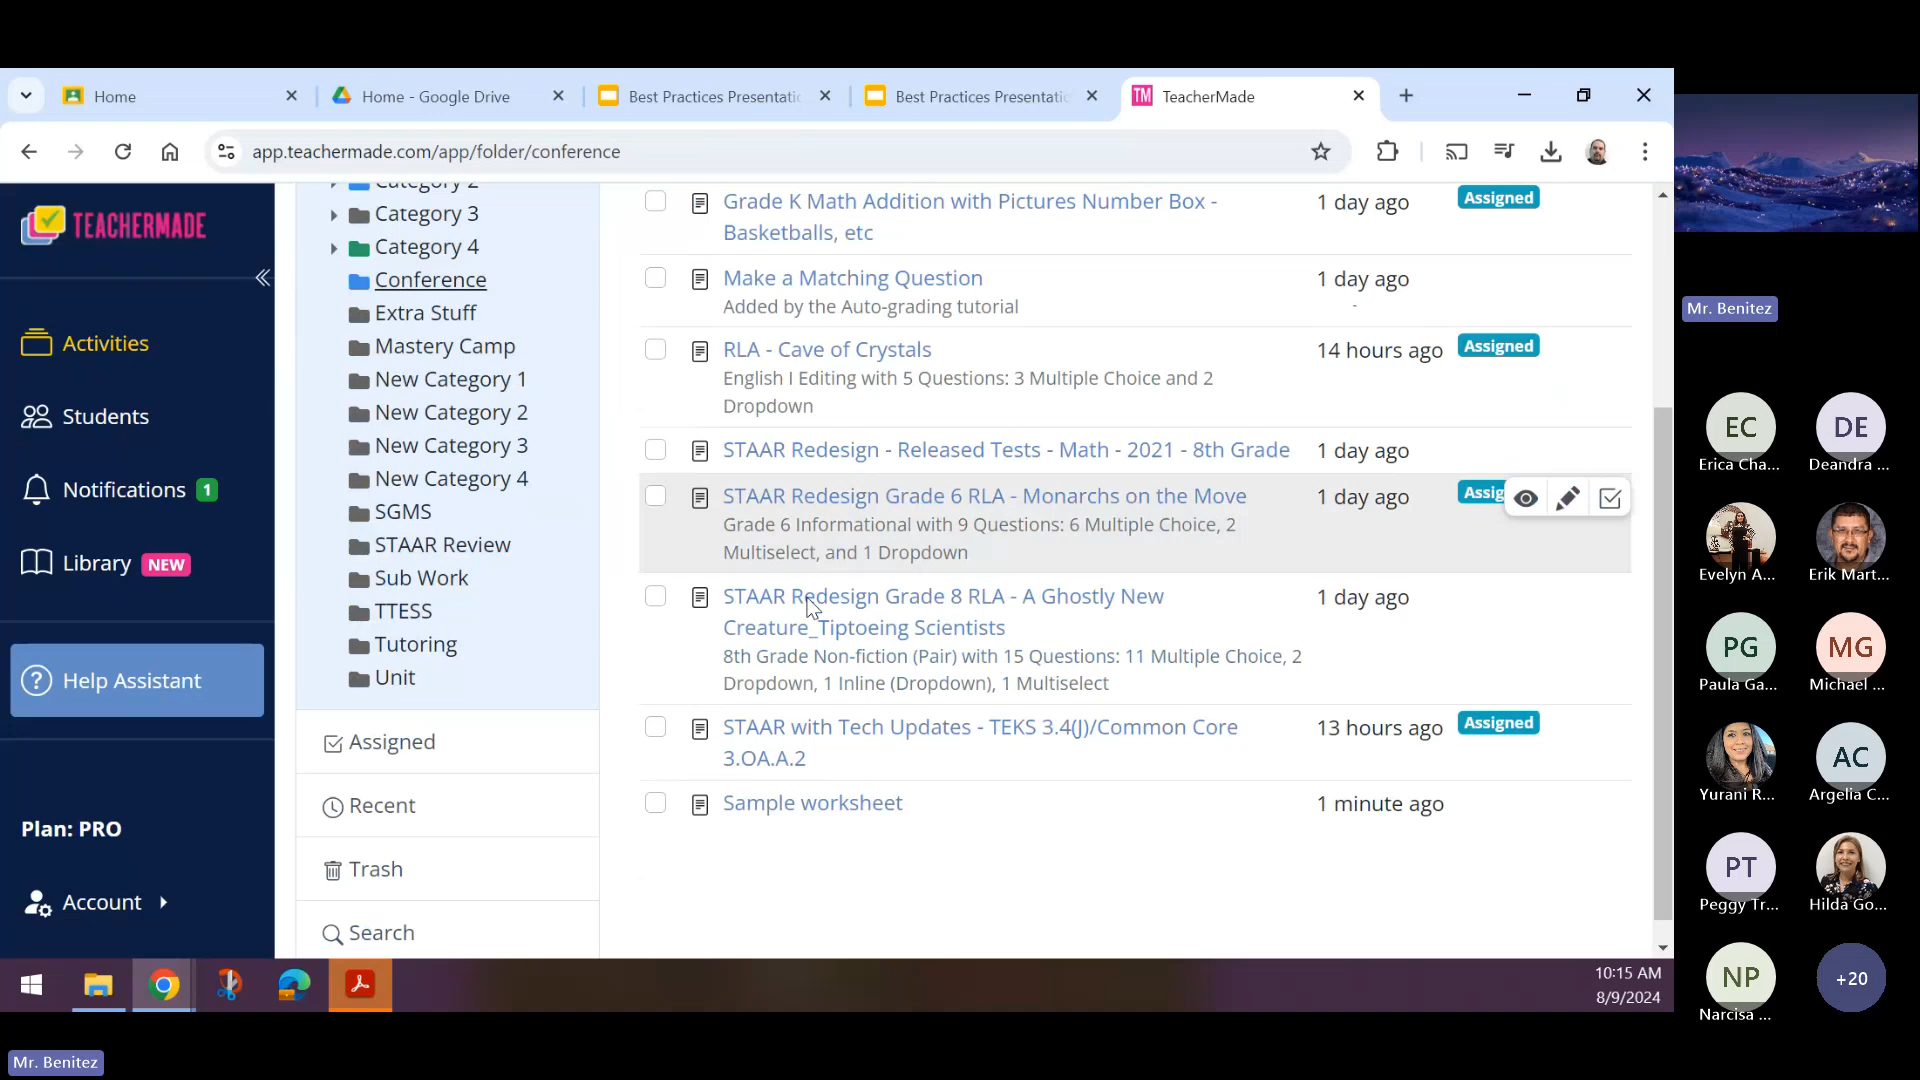 Home
Home - Google Drive
Best Practices Presentatic
Best Practices Presentatic
TM TeacherMade
app.teachermade.com/app/folder/conference
TEACHERMADE
Activities
Students
Notifications 1
Library NEW
Help Assistant
Plan: PRO
Account
Category 2
Category 3
Category 4
Conference
Extra Stuff
Mastery Camp
New Category 1
New Category 2
New Category 3
New Category 4
SGMS
STAAR Review
Sub Work
TTESS
Tutoring
Unit
Assigned
Recent
Trash
Search
Grade K Math Addition with Pictures Number Box -
Basketballs, etc
1 day ago
Assigned
Make a Matching Question
Added by the Auto-grading tutorial
1 day ago
-
RLA - Cave of Crystals
English I Editing with 5 Questions: 3 Multiple Choice and 2
Dropdown
14 hours ago
Assigned
STAAR Redesign - Released Tests - Math - 2021 - 8th Grade
1 day ago
STAAR Redesign Grade 6 RLA - Monarchs on the Move
Grade 6 Informational with 9 Questions: 6 Multiple Choice, 2
Multiselect, and 1 Dropdown
1 day ago
Assig
STAAR Redesign Grade 8 RLA - A Ghostly New
Creature_Tiptoeing Scientists
8th Grade Non-fiction (Pair) with 15 Questions: 11 Multiple Choice, 2
Dropdown, 1 Inline (Dropdown), 1 Multiselect
1 day ago
STAAR with Tech Updates - TEKS 3.4(J)/Common Core
3.OA.A.2
13 hours ago
Assigned
Sample worksheet
1 minute ago
10:15 AM
8/9/2024
Mr. Benitez
Mr. Benitez
EC
Erica Cha...
DE
Deandra ...
Evelyn A...
Erik Mart...
PG
Paula Ga...
MG
Michael ...
Yurani R...
AC
Argelia C...
PT
Peggy Tr...
Hilda Go...
NP
Narcisa ...
+20